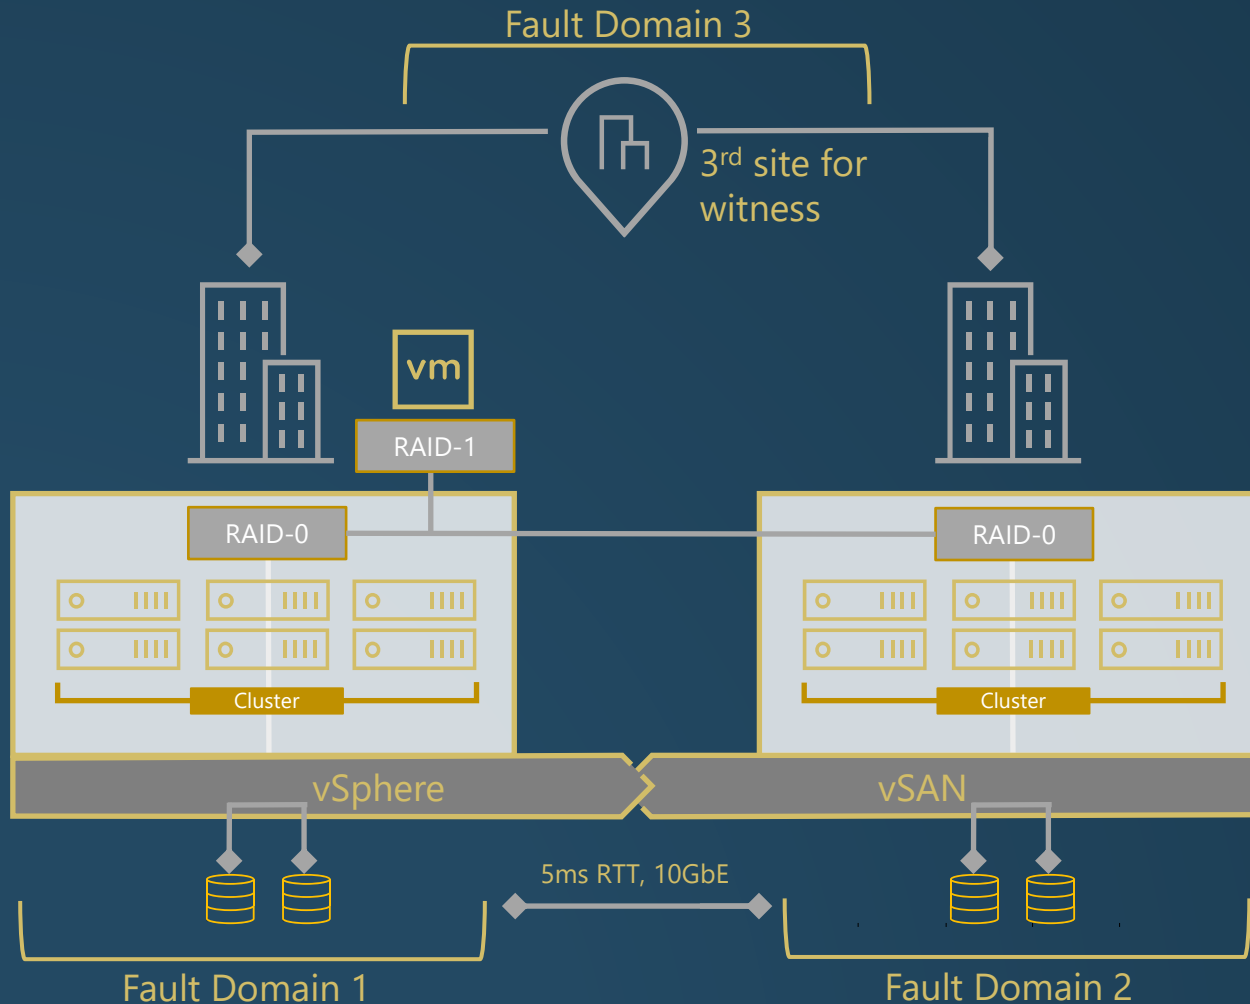 Fault Domain 3
3rd site for
witness
vm
RAID-1
RAID-0
RAID-0
Cluster
Cluster
vSphere
vSAN
5ms RTT, 10GbE
Fault Domain 1
Fault Domain 2